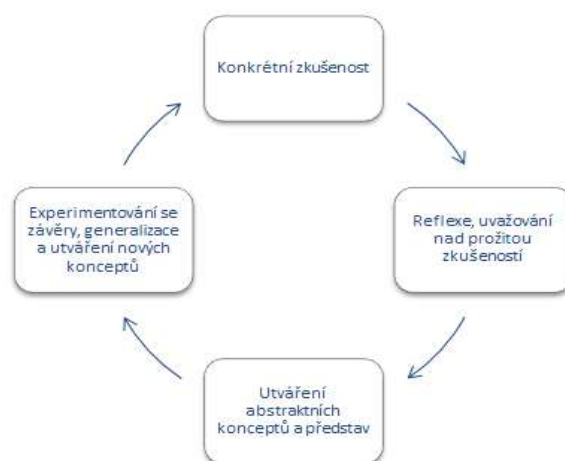 Konkrétní zkušenost
Experimentování se
závěry, generalizace
a utváření nových
konceptů
Reflexe, uvažování
nad prožitou
zkušeností
Utváření
abstraktních
konceptů a představ